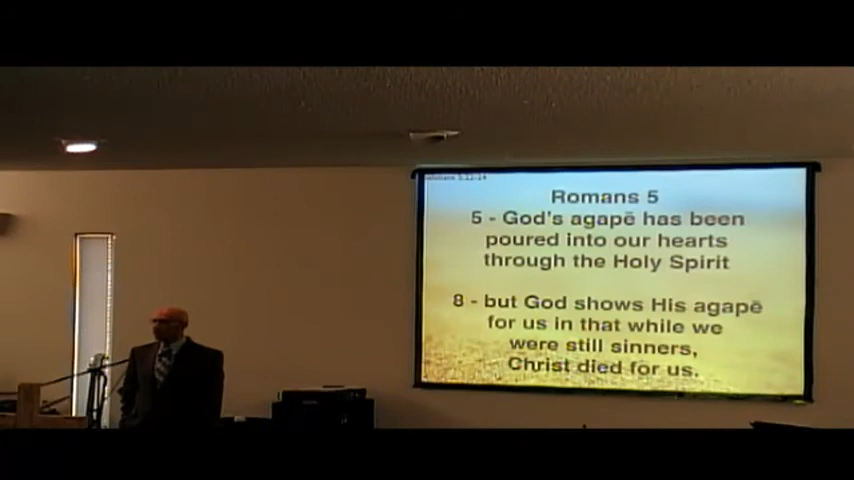 Romans 5
5 - God's agapē has been
poured into our hearts
through the Holy Spirit
8 - but God shows His agapē
for us in that while we
were still sinners,
Christ died for us.